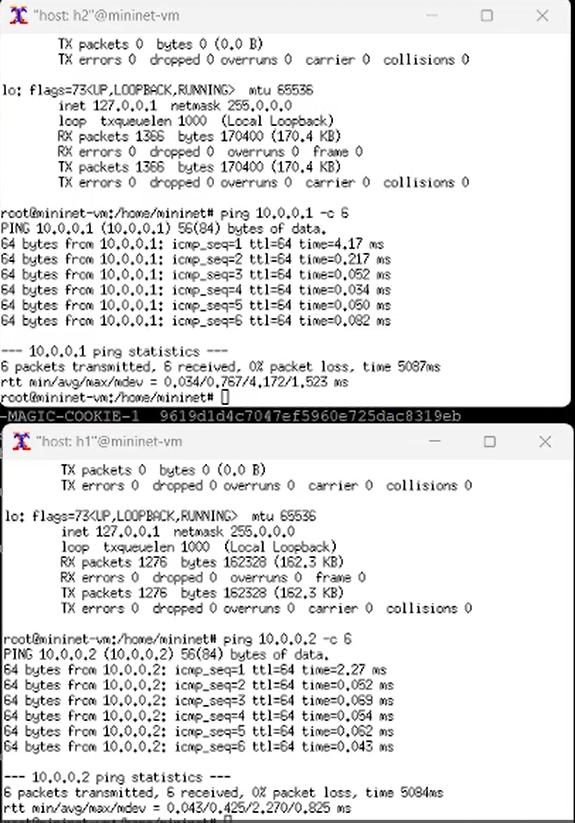 "host: h2"@mininet-vm
TX packets 0 bytes 0 (0.0 B)
TX errors 0 dropped 0 overruns 0 carrier 0 collisions 0
lo: flags=73<UP,LOOPBACK,RUNNING> mtu 65536
inet 127.0.0.1 netmask 255.0.0.0
loop txqueuelen 1000 (Local Loopback)
RX packets 1366 bytes 170400 (170.4 KB)
RX errors 0 dropped 0 overruns 0 frame 0
TX packets 1366 bytes 170400 (170.4 KB)
TX errors 0 dropped 0 overruns 0 carrier 0 collisions 0
root@mininet-vm:/home/mininet# ping 10.0.0.1 -c 6
PING 10.0.0.1 (10.0.0.1) 56(84) bytes of data.
64 bytes from 10.0.0.1: icmp_seq=1 ttl=64 time=4.17 ms
64 bytes from 10.0.0.1: icmp_seq=2 ttl=64 time=0.217 ms
64 bytes from 10.0.0.1: icmp_seq=3 ttl=64 time=0.052 ms
64 bytes from 10.0.0.1: icmp_seq=4 ttl=64 time=0.034 ms
64 bytes from 10.0.0.1: icmp_seq=5 ttl=64 time=0.050 ms
64 bytes from 10.0.0.1: icmp_seq=6 ttl=64 time=0.082 ms
--- 10.0.0.1 ping statistics ---
6 packets transmitted, 6 received, 0% packet loss, time 5087ms
rtt min/avg/max/mdev = 0.034/0.767/4.172/1.523 ms
root@mininet-vm:/home/mininet#
-MAGIC-COOKIE-1 9619d1d4c7047ef5960e725dac8319eb
"host: h1"@mininet-vm
TX packets 0 bytes 0 (0.0 B)
TX errors 0 dropped 0 overruns 0 carrier 0 collisions 0
lo: flags=73<UP,LOOPBACK,RUNNING> mtu 65536
inet 127.0.0.1 netmask 255.0.0.0
loop txqueuelen 1000 (Local Loopback)
RX packets 1276 bytes 162328 (162.3 KB)
RX errors 0 dropped 0 overruns 0 frame 0
TX packets 1276 bytes 162328 (162.3 KB)
TX errors 0 dropped 0 overruns 0 carrier 0 collisions 0
root@mininet-vm:/home/mininet# ping 10.0.0.2 -c 6
PING 10.0.0.2 (10.0.0.2) 56(84) bytes of data.
64 bytes from 10.0.0.2: icmp_seq=1 ttl=64 time=2.27 ms
64 bytes from 10.0.0.2: icmp_seq=2 ttl=64 time=0.052 ms
64 bytes from 10.0.0.2: icmp_seq=3 ttl=64 time=0.069 ms
64 bytes from 10.0.0.2: icmp_seq=4 ttl=64 time=0.054 ms
64 bytes from 10.0.0.2: icmp_seq=5 ttl=64 time=0.062 ms
64 bytes from 10.0.0.2: icmp_seq=6 ttl=64 time=0.043 ms
--- 10.0.0.2 ping statistics ---
6 packets transmitted, 6 received, 0% packet loss, time 5084ms
rtt min/avg/max/mdev = 0.043/0.425/2.270/0.825 ms